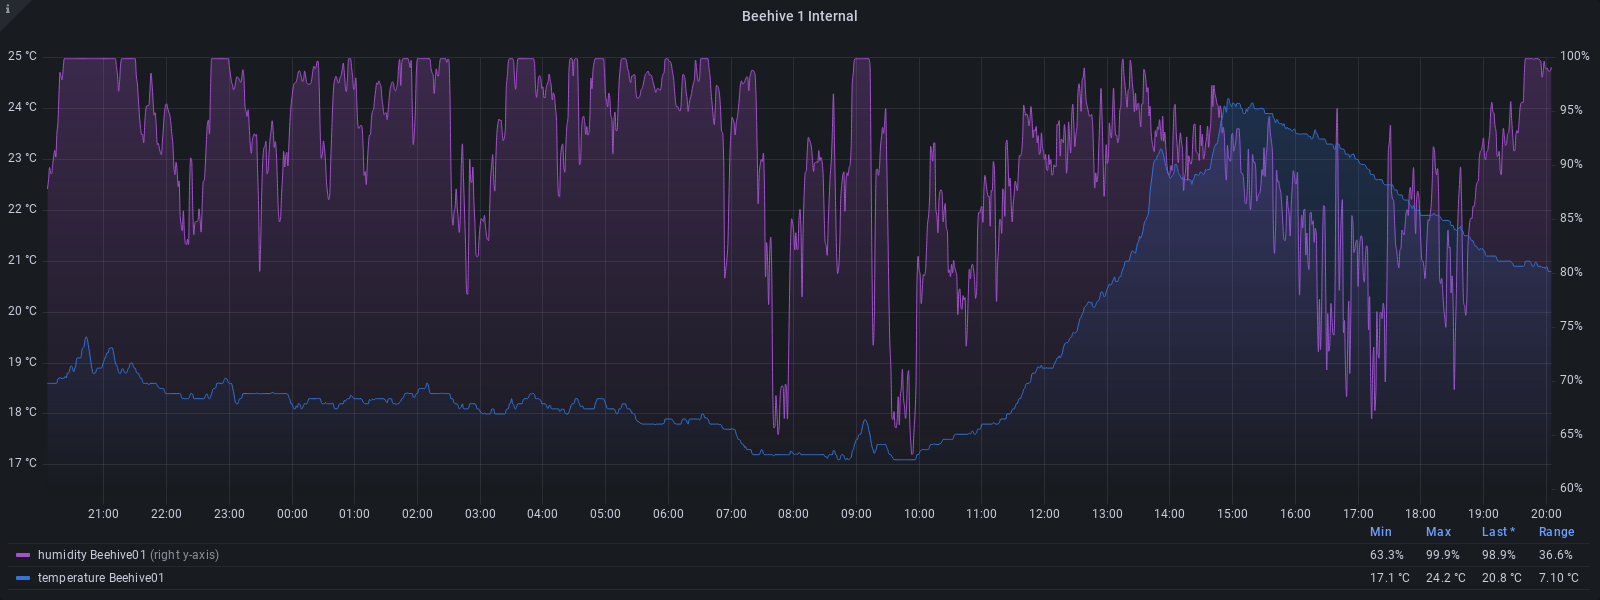 i
Beehive 1 Internal
25 °C 100%
24 °C 95%
23 °C 90%
22 °C 85%
21 °C 80%
20 °C 75%
19 °C 70%
18 °C 65%
17 °C 60%
21:00 22:00 23:00 00:00 01:00 02:00 03:00 04:00 05:00 06:00 07:00 08:00 09:00 10:00 11:00 12:00 13:00 14:00 15:00 16:00 17:00 18:00 19:00 20:00
Min Max Last * Range
humidity Beehive01 (right y-axis) 63.3% 99.9% 98.9% 36.6%
temperature Beehive01 17.1 °C 24.2 °C 20.8 °C 7.10 °C